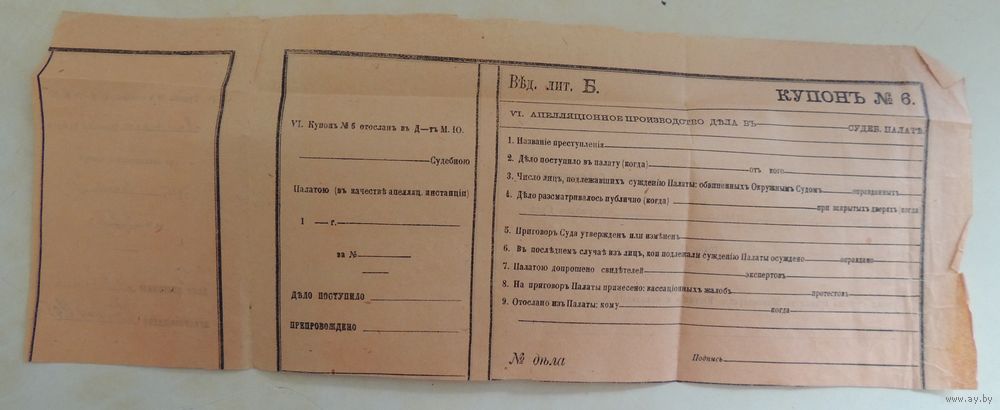 VI. Купонъ № 6 отосланъ въ Д—тъ М. Ю.
Судебною
Палатою (въ качествѣ апелляц. инстанціи)
1 — г.
за №
ДѢЛО ПОСТУПИЛО
ПРЕПРОВОЖДЕНО
Вѣд. лит. Б.
КУПОНЪ № 6.
VI. АПЕЛЛЯЦІОННОЕ ПРОИЗВОДСТВО ДѢЛА ВЪ СУДЕБ. ПАЛАТѢ.
1. Названіе преступленія
2. Дѣло поступило въ палату (когда) отъ кого
3. Число лицъ, подлежавшихъ сужденію Палаты: обвиненныхъ Окружнымъ Судомъ оправданныхъ
4. Дѣло разсматривалось публично (когда)
при закрытыхъ дверяхъ когда
5. Приговоръ Суда утвержденъ или измѣненъ
6. Въ послѣднемъ случаѣ изъ лицъ, кои подлежали сужденію Палаты осуждено оправдано
7. Палатою допрошено свидѣтелей экспертовъ
8. На приговоръ Палаты принесено: кассаціонныхъ жалобъ протестовъ
9. Отослано изъ Палаты: кому когда
№ дѣла
Подпись
www.ay.by